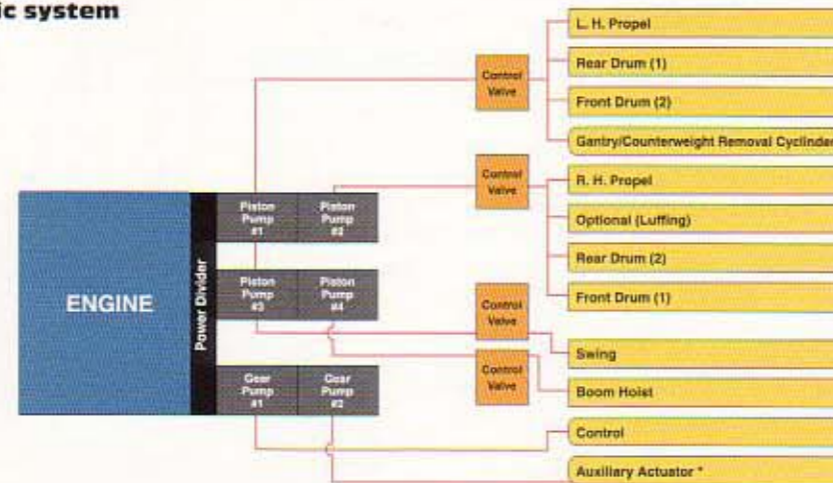 ic system
L. H. Propel
Control
Valve
Rear Drum (1)
Front Drum (2)
Gantry/Counterweight Removal Cyclinder
Control
Valve
R. H. Propel
Optional (Luffing)
Rear Drum (2)
Front Drum (1)
ENGINE
Power Divider
Piston
Pump
#1
Piston
Pump
#2
Piston
Pump
#3
Piston
Pump
#4
Gear
Pump
#1
Gear
Pump
#2
Control
Valve
Swing
Control
Valve
Boom Hoist
Control
Auxiliary Actuator *